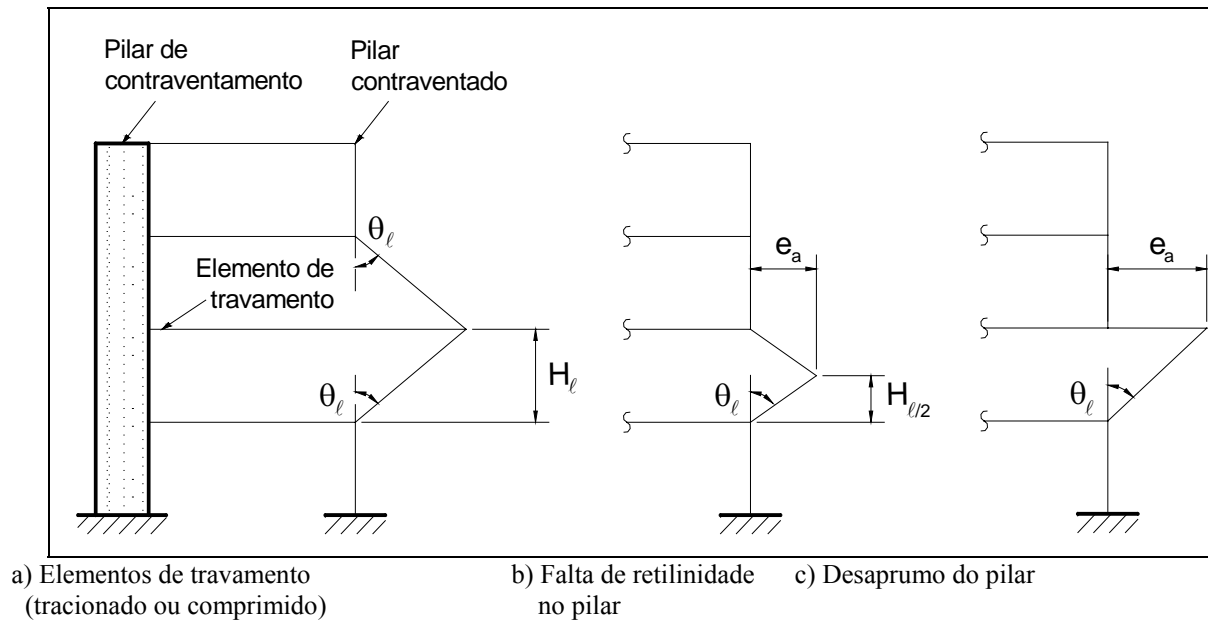 Pilar de
contraventamento
Pilar
contraventado
θℓ
Elemento de
travamento
θℓ
Hℓ
eₐ
θℓ
Hℓ/2
eₐ
θℓ
a) Elementos de travamento
(tracionado ou comprimido)
b) Falta de retilinidade
no pilar
c) Desaprumo do pilar